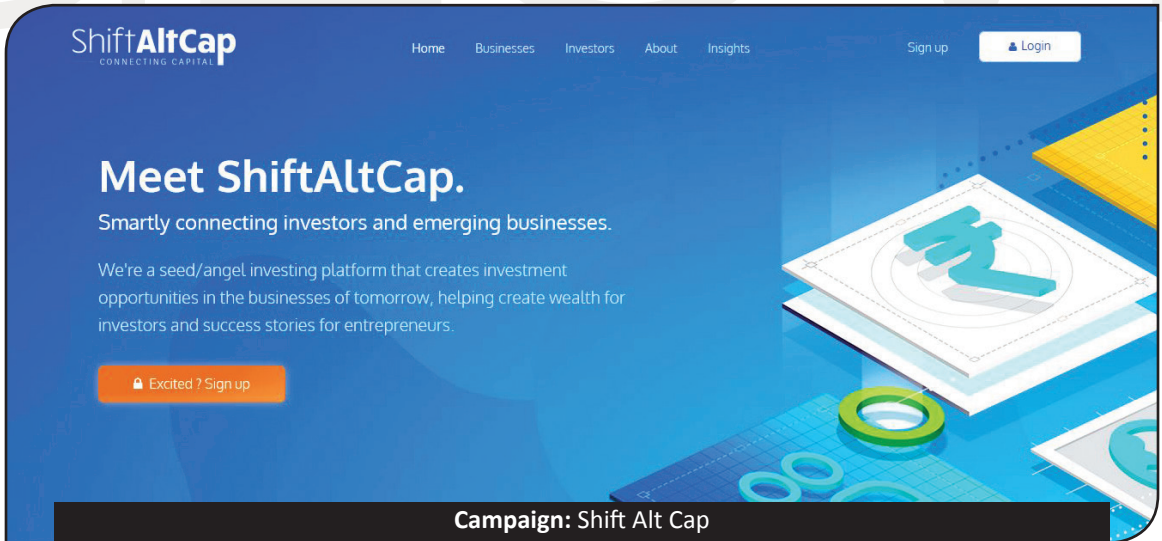 ShiftAltCap
CONNECTING CAPITAL
Home Businesses Investors About Insights Sign up Login
Meet ShiftAltCap.
Smartly connecting investors and emerging businesses.
We're a seed/angel investing platform that creates investment
opportunities in the businesses of tomorrow, helping create wealth for
investors and success stories for entrepreneurs.
Excited ? Sign up
₹
Campaign: Shift Alt Cap